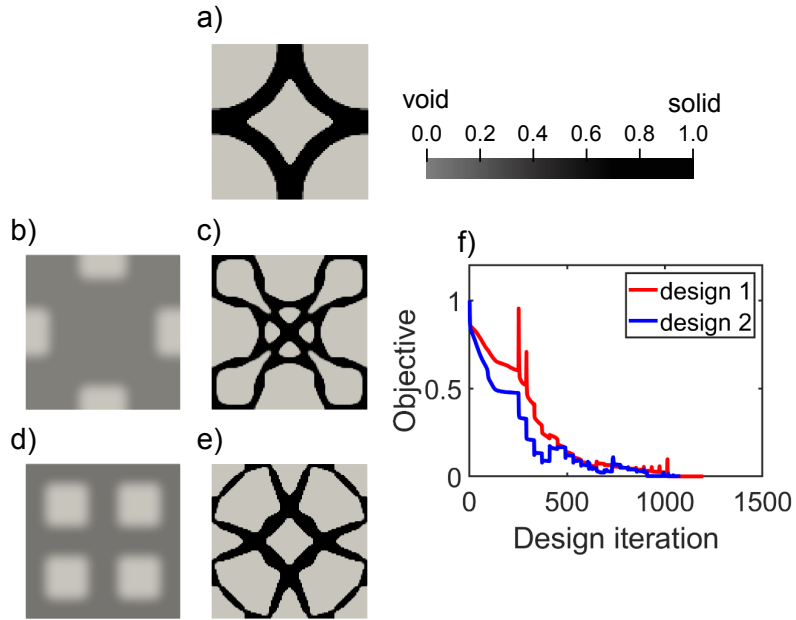 a)
void solid
0.0 0.2 0.4 0.6 0.8 1.0
b) c) f)
design 1
design 2
1
0.5
0
Objective
0 500 1000 1500
Design iteration
d) e)